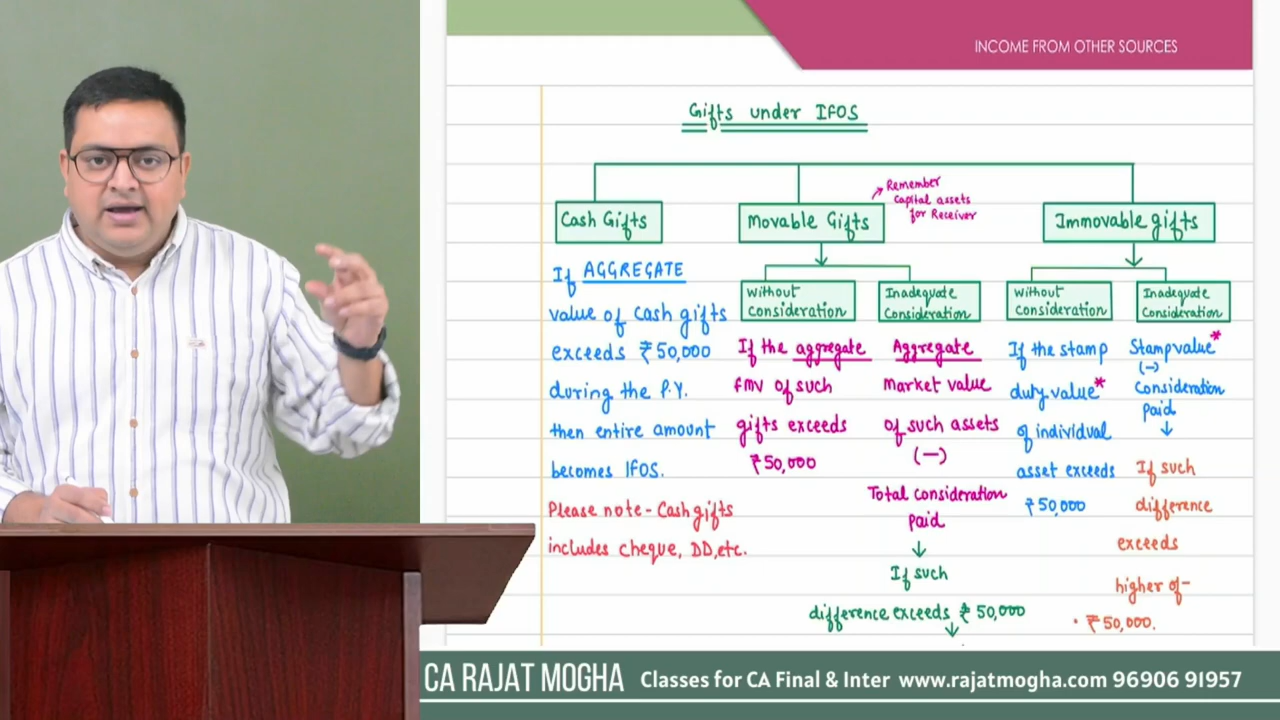 INCOME FROM OTHER SOURCES
Gifts under IFOS
Cash Gifts
If AGGREGATE
value of cash gifts
exceeds ₹50,000
during the P.Y.
then entire amount
becomes IFOS.
Please note - Cash gifts
includes cheque, DD, etc.
Movable Gifts
Remember
Capital assets
for Receiver
Without
consideration
If the aggregate
FMV of such
gifts exceeds
₹50,000
Inadequate
Consideration
Aggregate
market value
of such assets
(-)
Total consideration
paid
If such
difference exceeds ₹50,000
Immovable gifts
Without
consideration
If the stamp
duty value*
of individual
asset exceeds
₹50,000
Inadequate
Consideration
Stamp value*
(-)
Consideration
paid
If such
difference
exceeds
higher of-
• ₹50,000.
CA RAJAT MOGHA Classes for CA Final & Inter www.rajatmogha.com 96906 91957